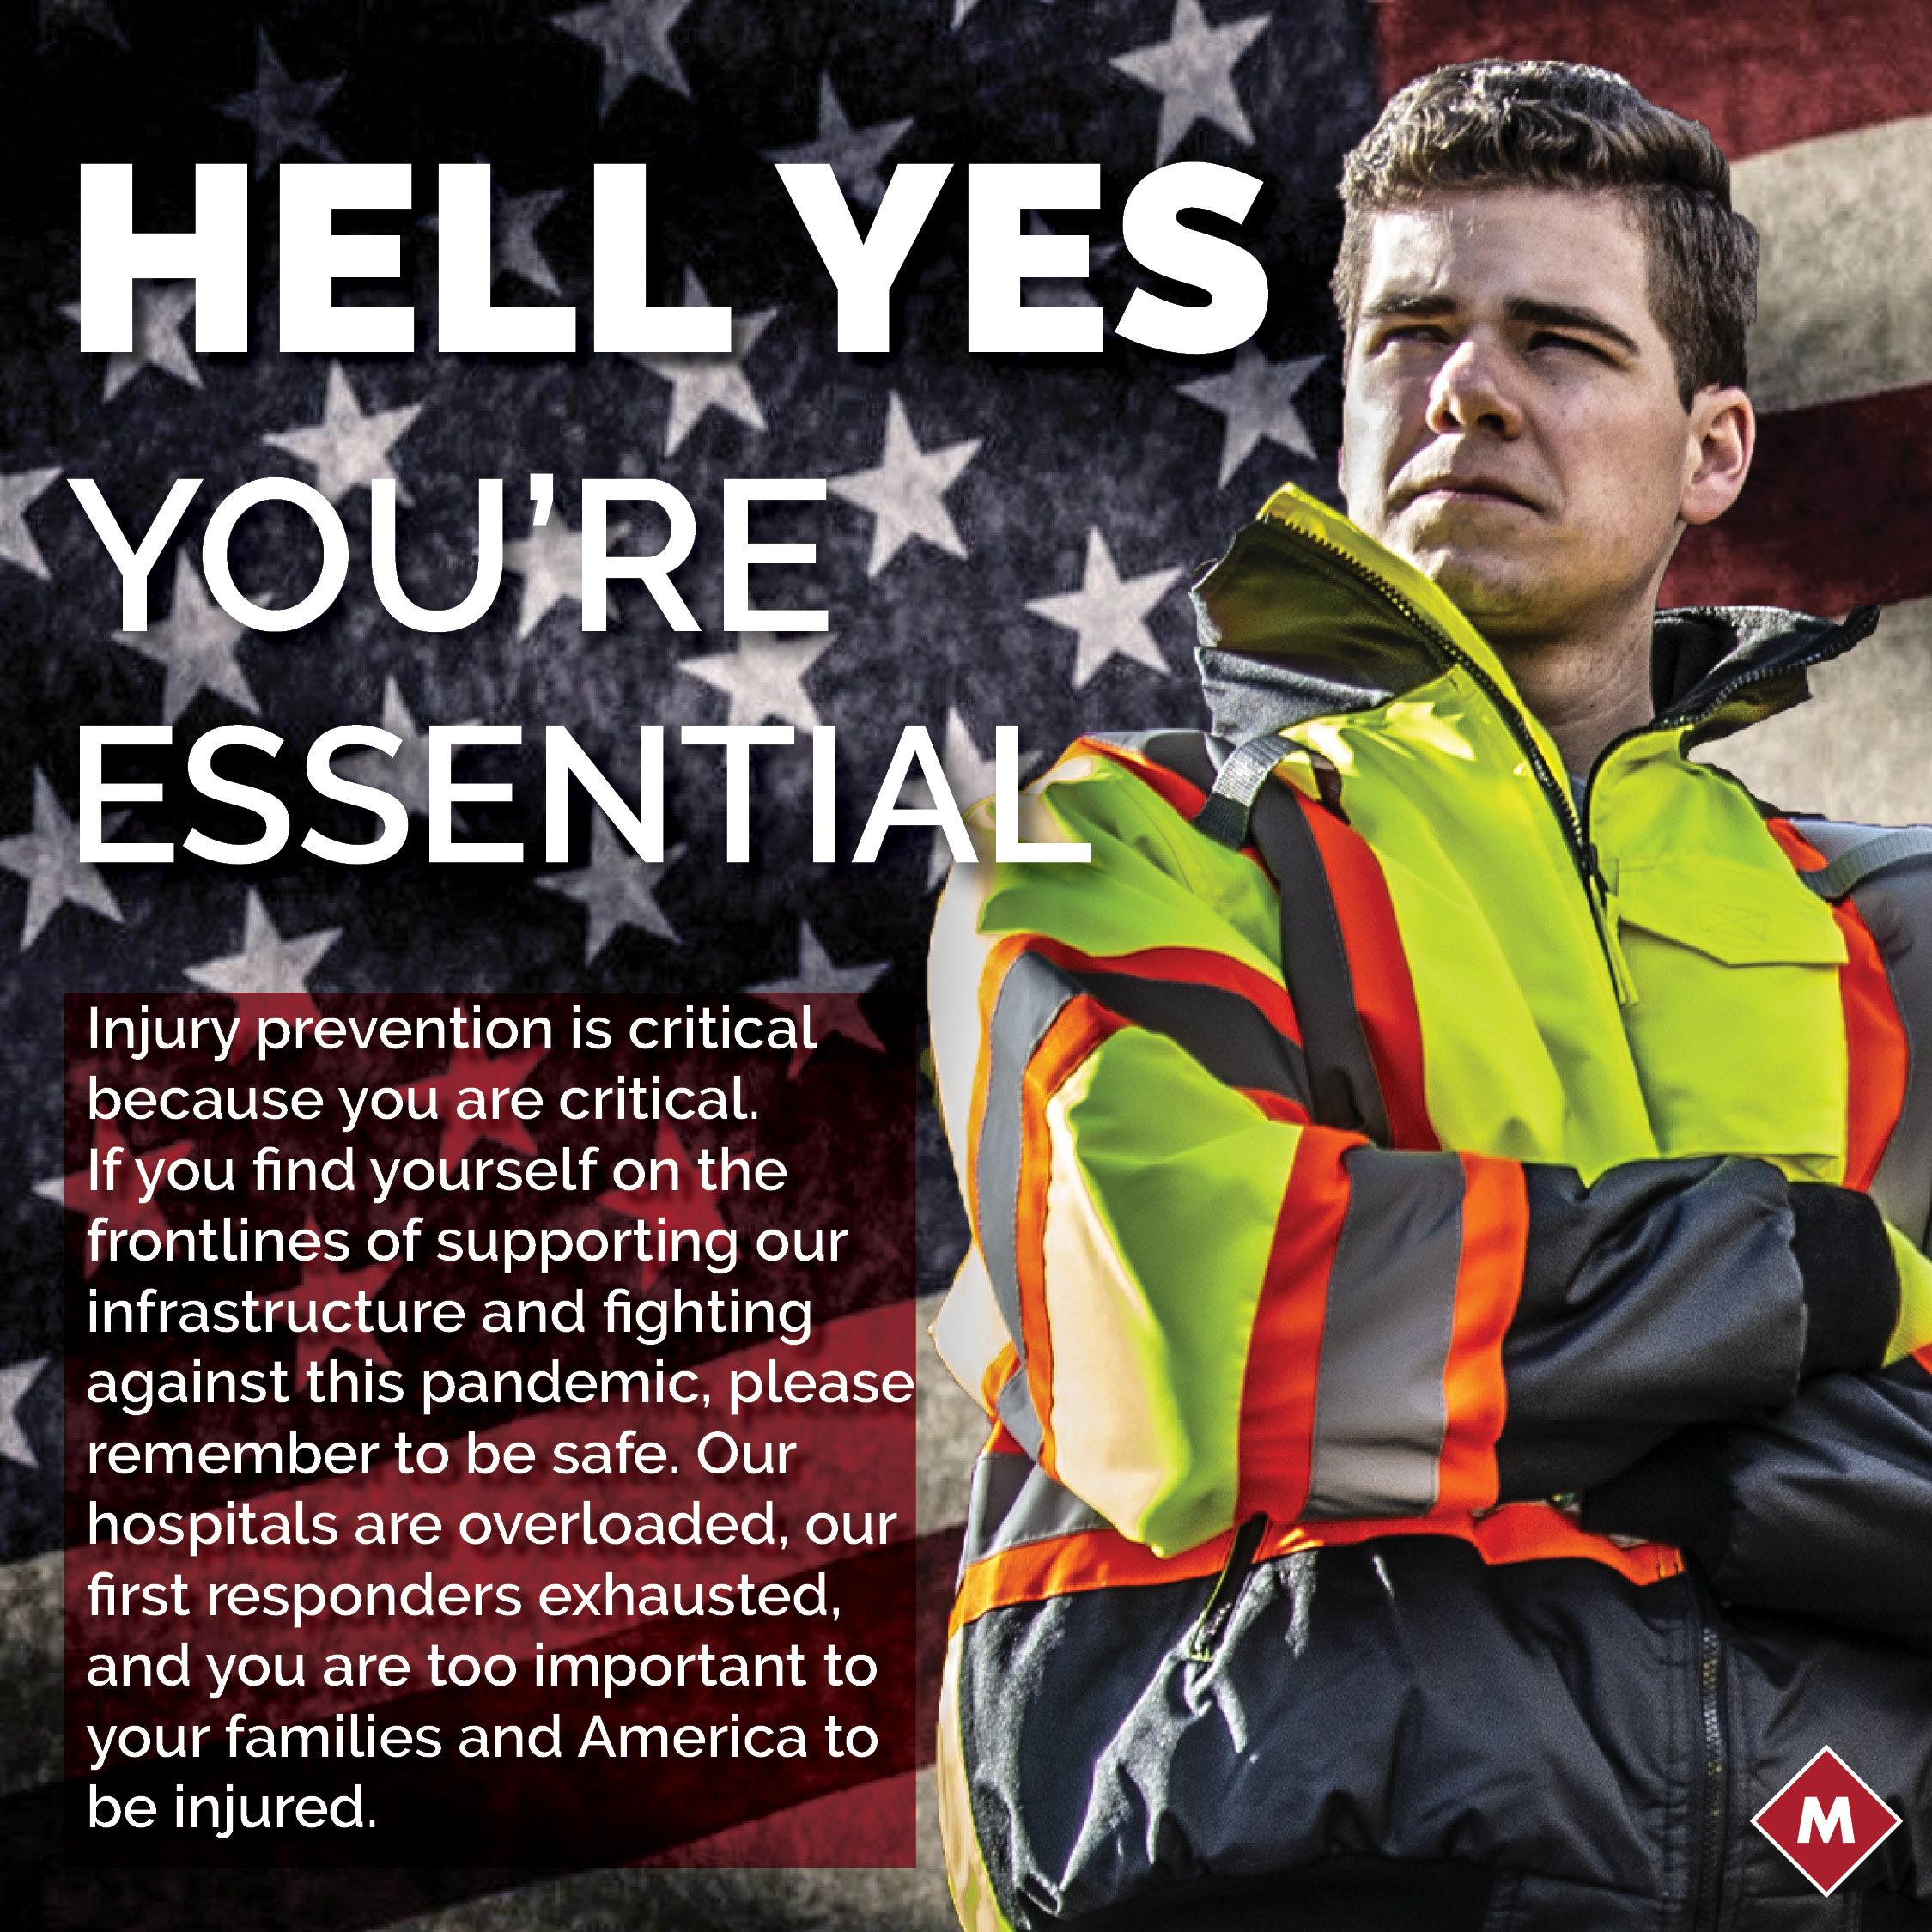 HELL YES
YOU'RE
ESSENTIAL
Injury prevention is critical
because you are critical.
If you find yourself on the
frontlines of supporting our
infrastructure and fighting
against this pandemic, please
remember to be safe. Our
hospitals are overloaded, our
first responders exhausted,
and you are too important to
your families and America to
be injured.
M